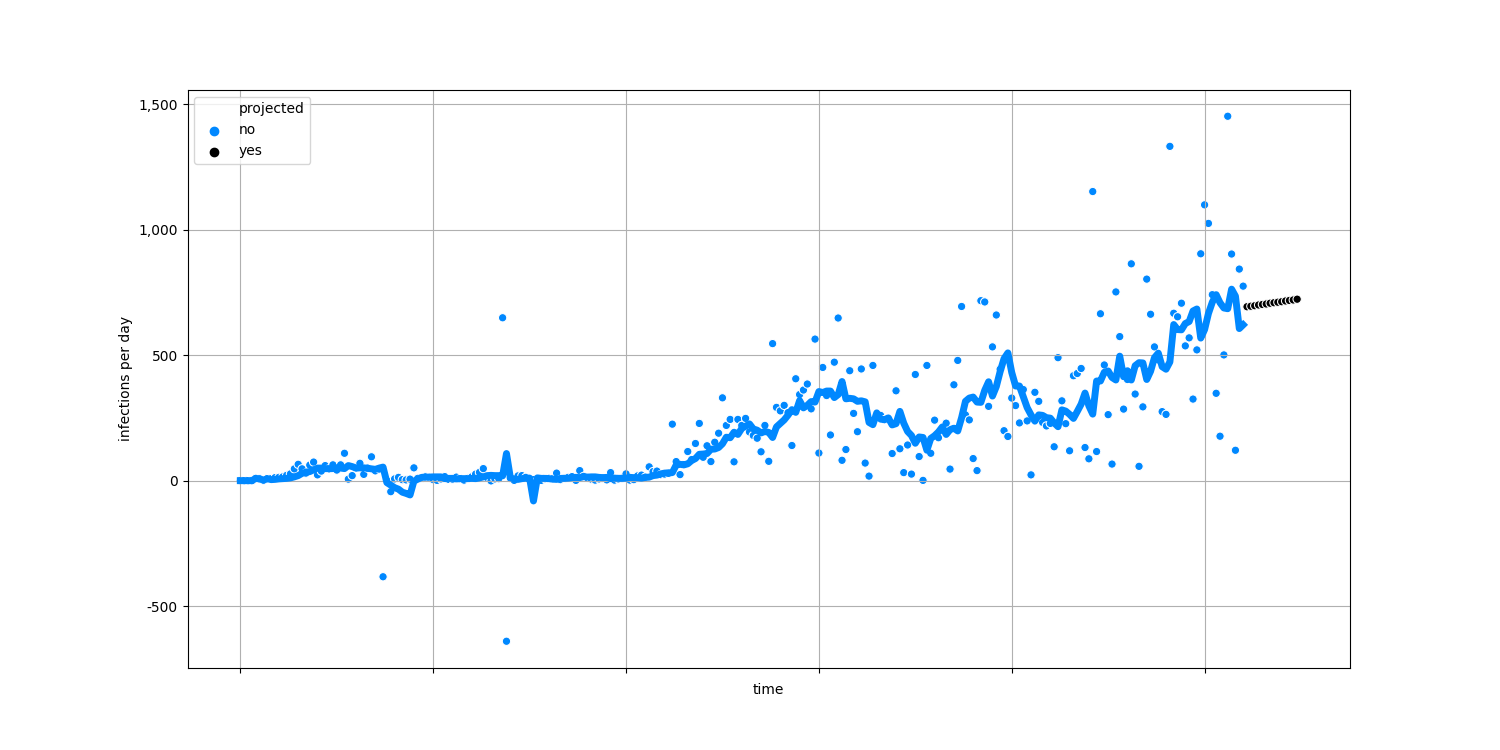 projected
no
yes
1,500
1,000
500
0
-500
infections per day
time